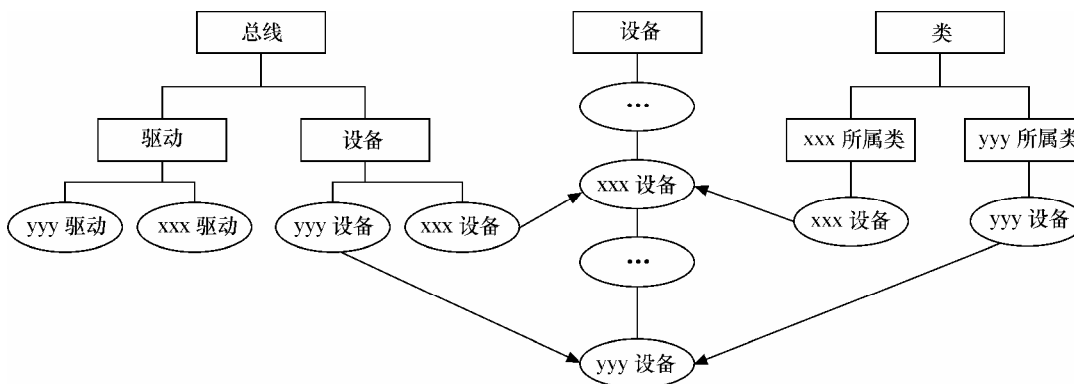 总线
设备
类
...
驱动
设备
xxx 所属类
yyy 所属类
xxx 设备
yyy 驱动
xxx 驱动
yyy 设备
xxx 设备
xxx 设备
yyy 设备
...
yyy 设备